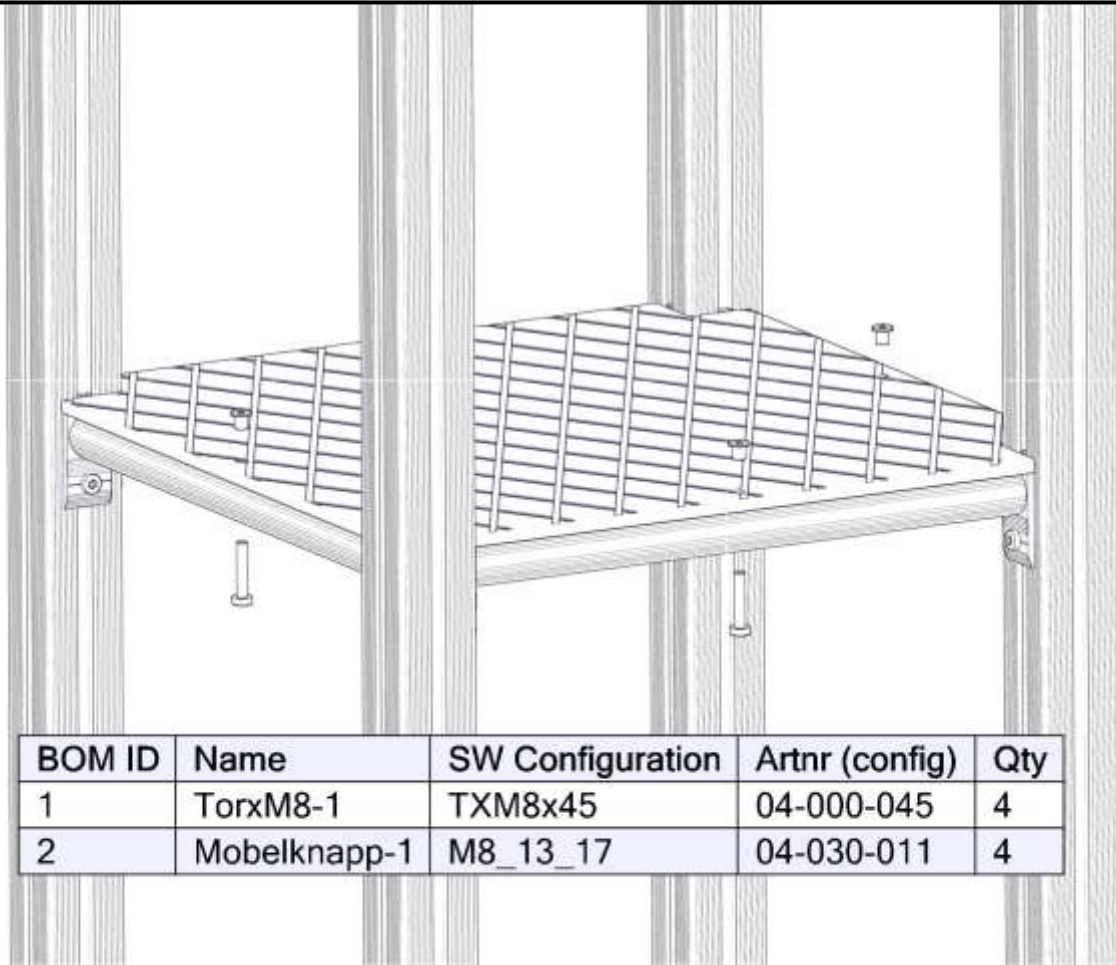 BOM ID Name SW Configuration Artnr (config) Qty
1 TorxM8-1 TXM8x45 04-000-045 4
2 Mobelknapp-1 M8_13_17 04-030-011 4